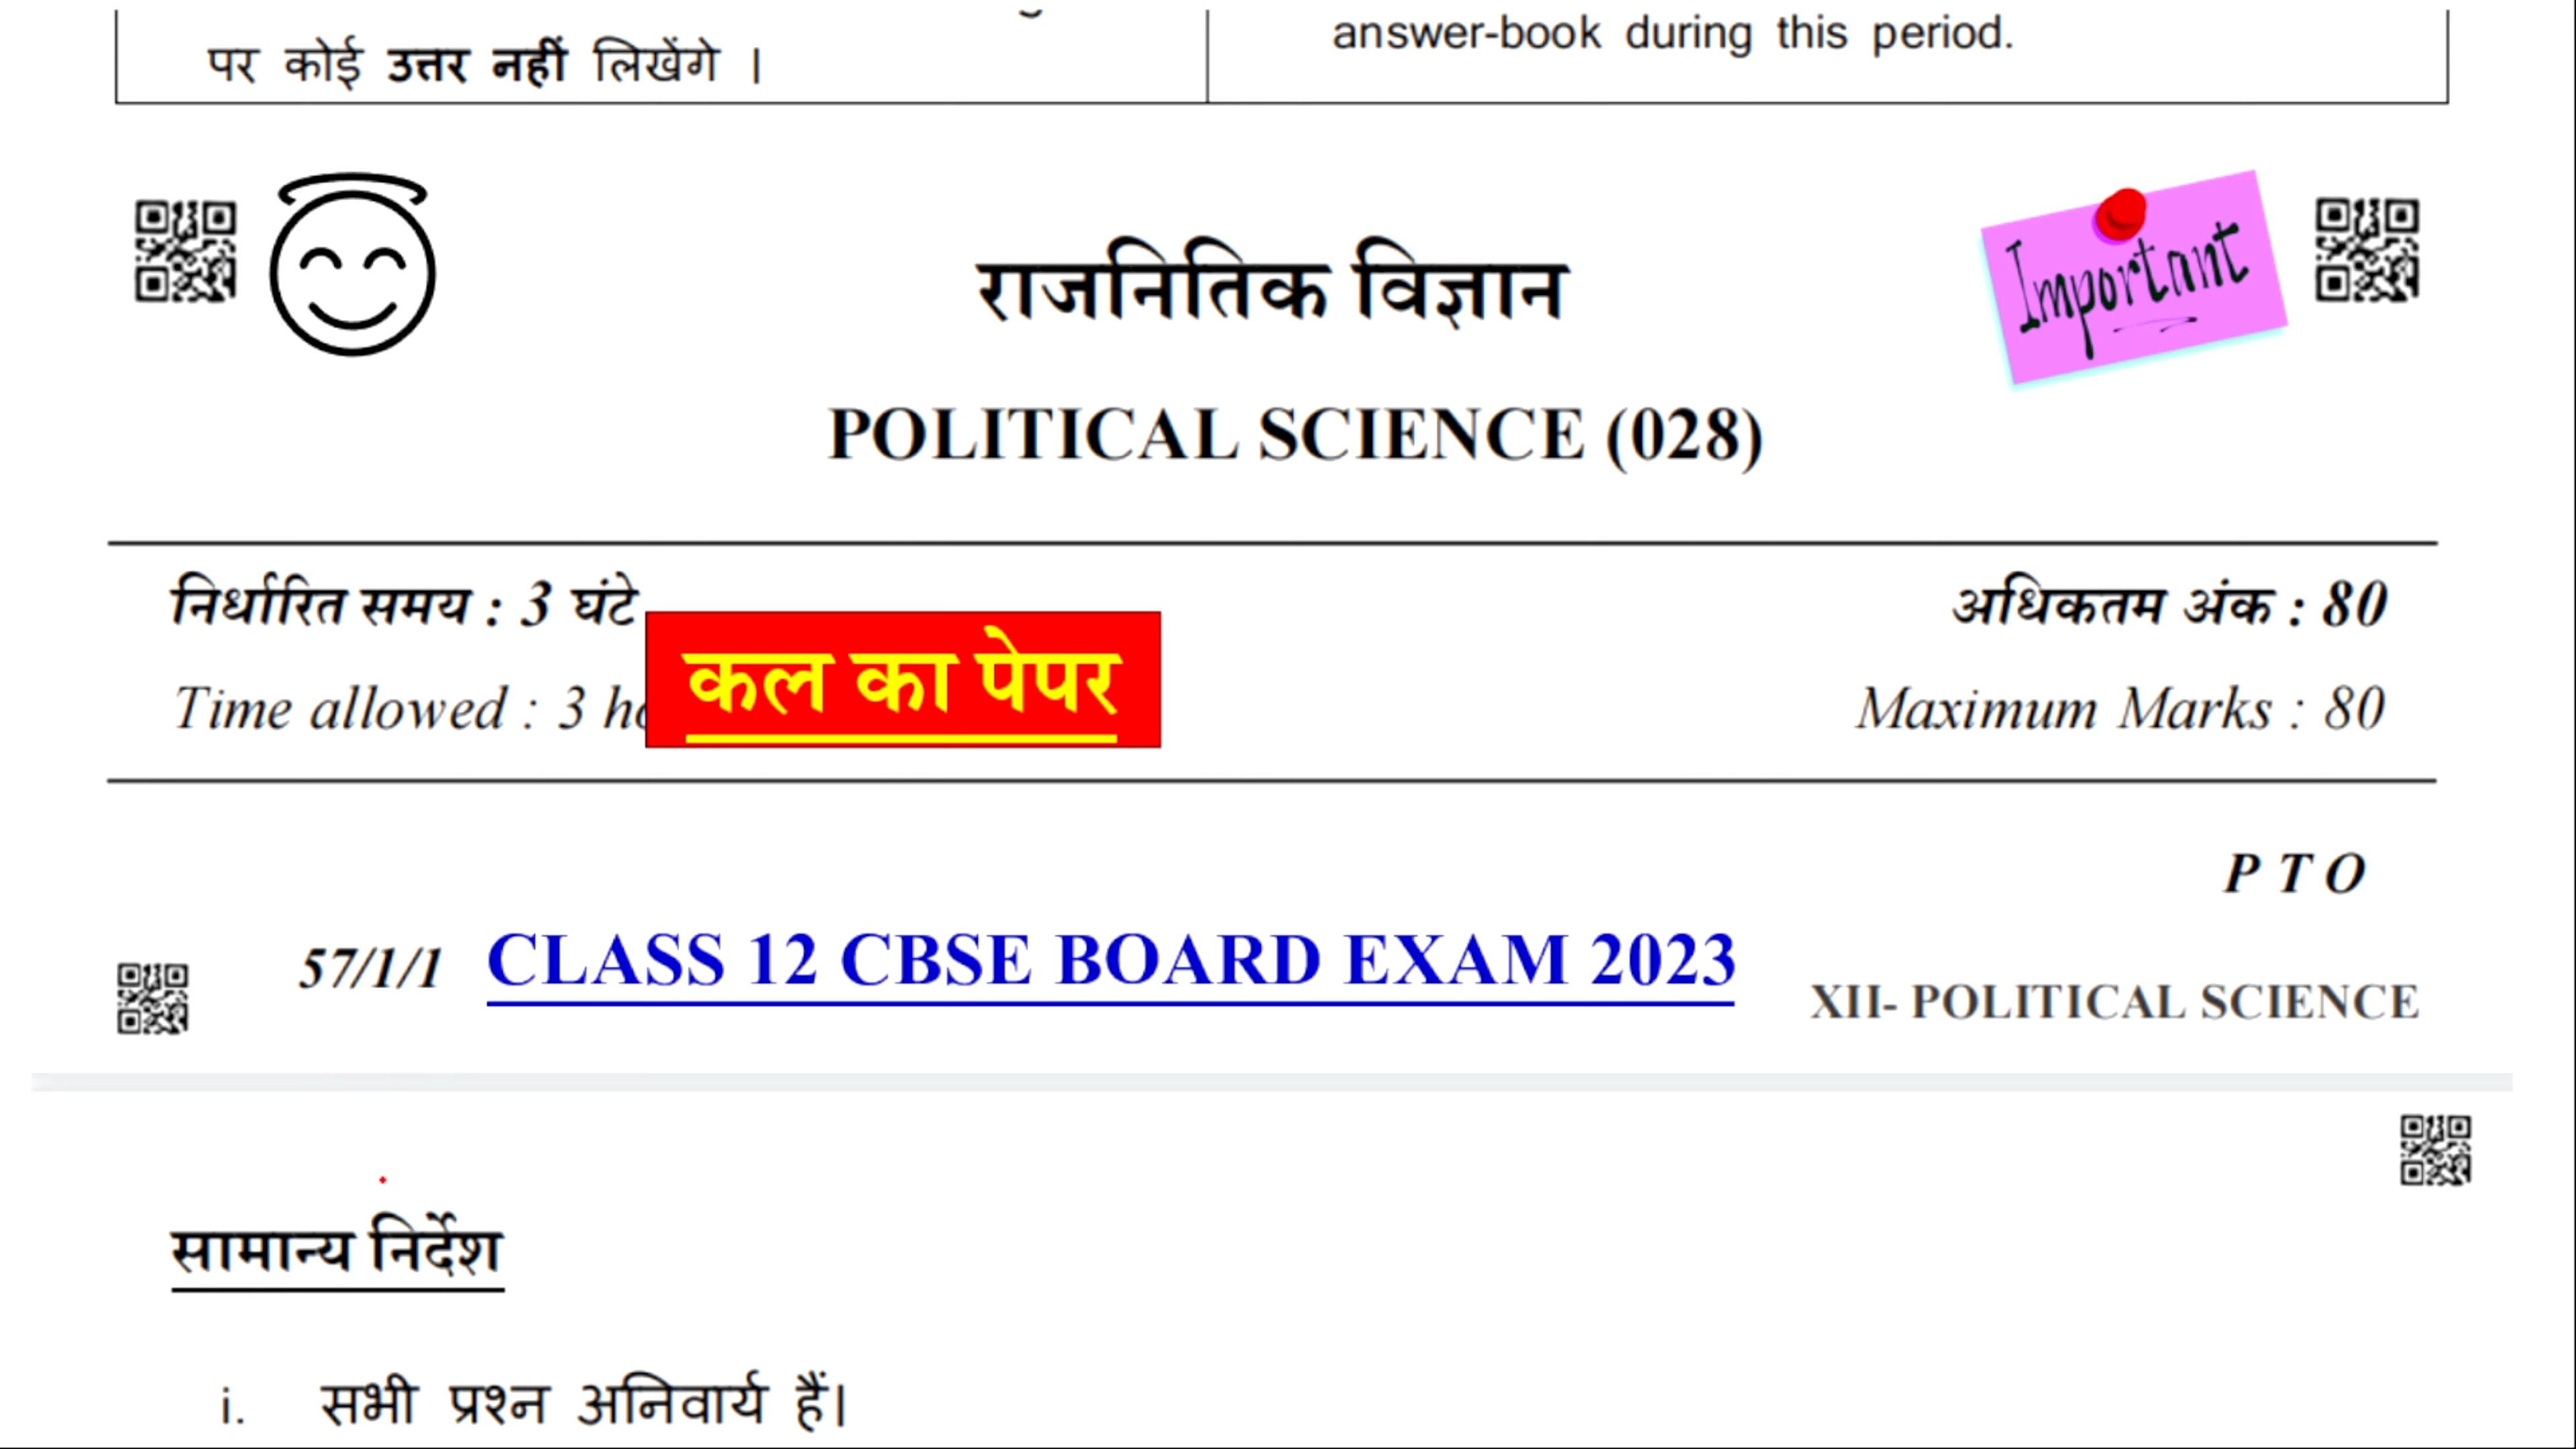 पर कोई उत्तर नहीं लिखेंगे ।
answer-book during this period.
राजनितिक विज्ञान
Important
POLITICAL SCIENCE (028)
निर्धारित समय : 3 घंटे
अधिकतम अंक : 80
Time allowed : 3
कल का पेपर
Maximum Marks : 80
P T O
57/1/1 CLASS 12 CBSE BOARD EXAM 2023
XII- POLITICAL SCIENCE
सामान्य निर्देश
i. सभी प्रश्न अनिवार्य हैं।